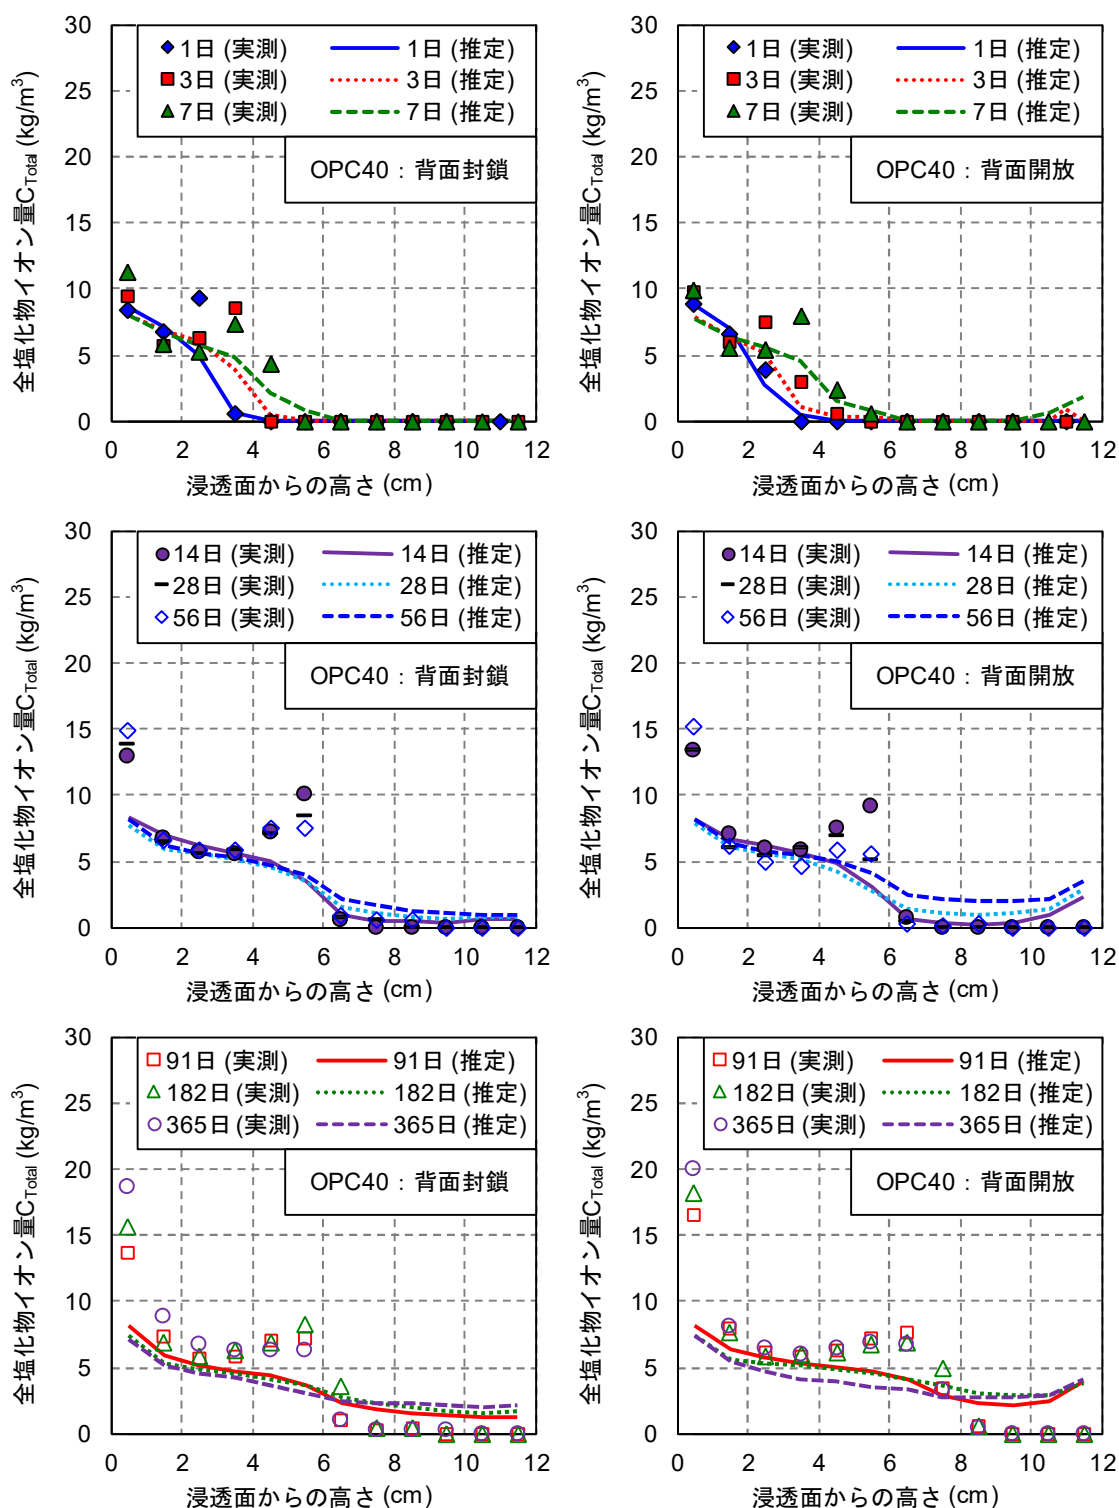 全塩化物イオン量CTotal (kg/m3)
30
25
20
15
10
5
0
1日 (実測) 1日 (推定)
3日 (実測) 3日 (推定)
7日 (実測) 7日 (推定)
OPC40：背面封鎖
0 2 4 6 8 10 12
浸透面からの高さ (cm)
全塩化物イオン量CTotal (kg/m3)
30
25
20
15
10
5
0
1日 (実測) 1日 (推定)
3日 (実測) 3日 (推定)
7日 (実測) 7日 (推定)
OPC40：背面開放
0 2 4 6 8 10 12
浸透面からの高さ (cm)
全塩化物イオン量CTotal (kg/m3)
30
25
20
15
10
5
0
14日 (実測) 14日 (推定)
28日 (実測) 28日 (推定)
56日 (実測) 56日 (推定)
OPC40：背面封鎖
0 2 4 6 8 10 12
浸透面からの高さ (cm)
全塩化物イオン量CTotal (kg/m3)
30
25
20
15
10
5
0
14日 (実測) 14日 (推定)
28日 (実測) 28日 (推定)
56日 (実測) 56日 (推定)
OPC40：背面開放
0 2 4 6 8 10 12
浸透面からの高さ (cm)
全塩化物イオン量CTotal (kg/m3)
30
25
20
15
10
5
0
91日 (実測) 91日 (推定)
182日 (実測) 182日 (推定)
365日 (実測) 365日 (推定)
OPC40：背面封鎖
0 2 4 6 8 10 12
浸透面からの高さ (cm)
全塩化物イオン量CTotal (kg/m3)
30
25
20
15
10
5
0
91日 (実測) 91日 (推定)
182日 (実測) 182日 (推定)
365日 (実測) 365日 (推定)
OPC40：背面開放
0 2 4 6 8 10 12
浸透面からの高さ (cm)